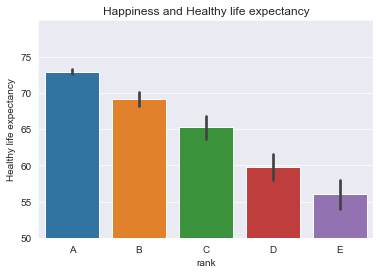 Happiness and Healthy life expectancy
Healthy life expectancy
75
70
65
60
55
50
A B C D E
rank